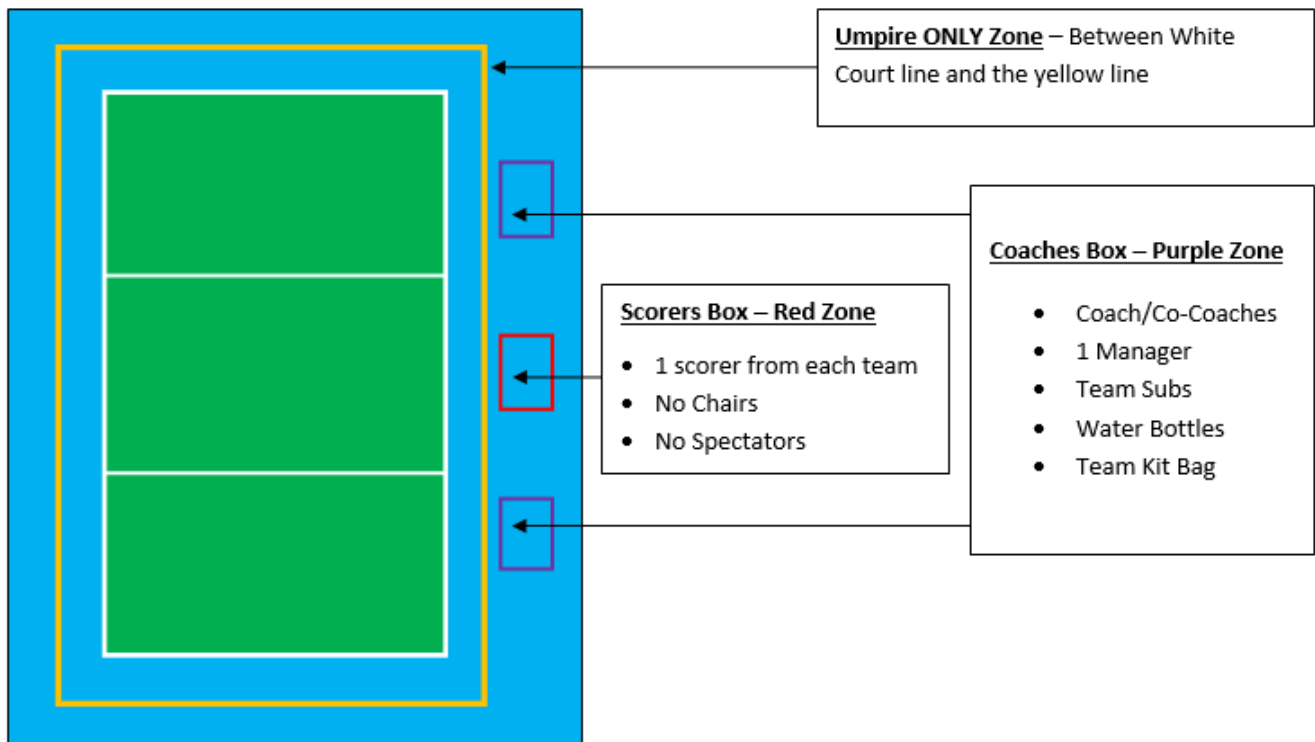 Umpire ONLY Zone – Between White
Court line and the yellow line
Coaches Box – Purple Zone
• Coach/Co-Coaches
• 1 Manager
• Team Subs
• Water Bottles
• Team Kit Bag
Scorers Box – Red Zone
• 1 scorer from each team
• No Chairs
• No Spectators